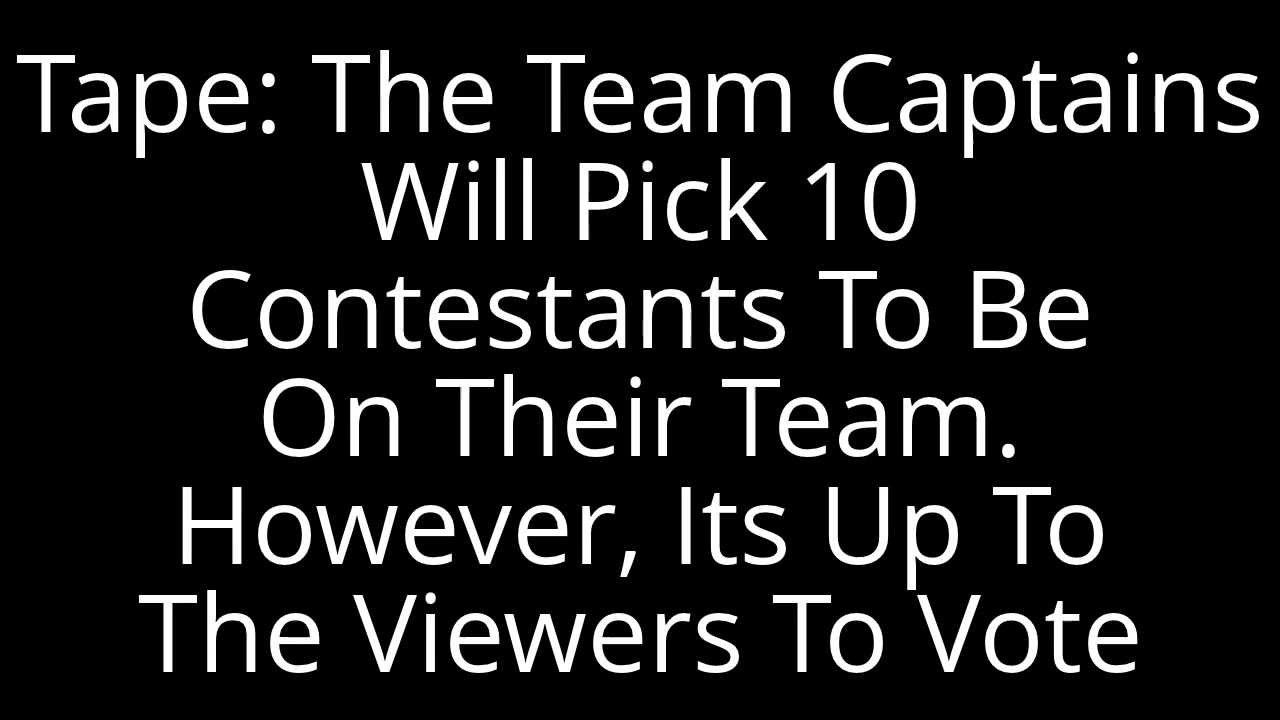 Tape: The Team Captains
Will Pick 10
Contestants To Be
On Their Team.
However, Its Up To
The Viewers To Vote